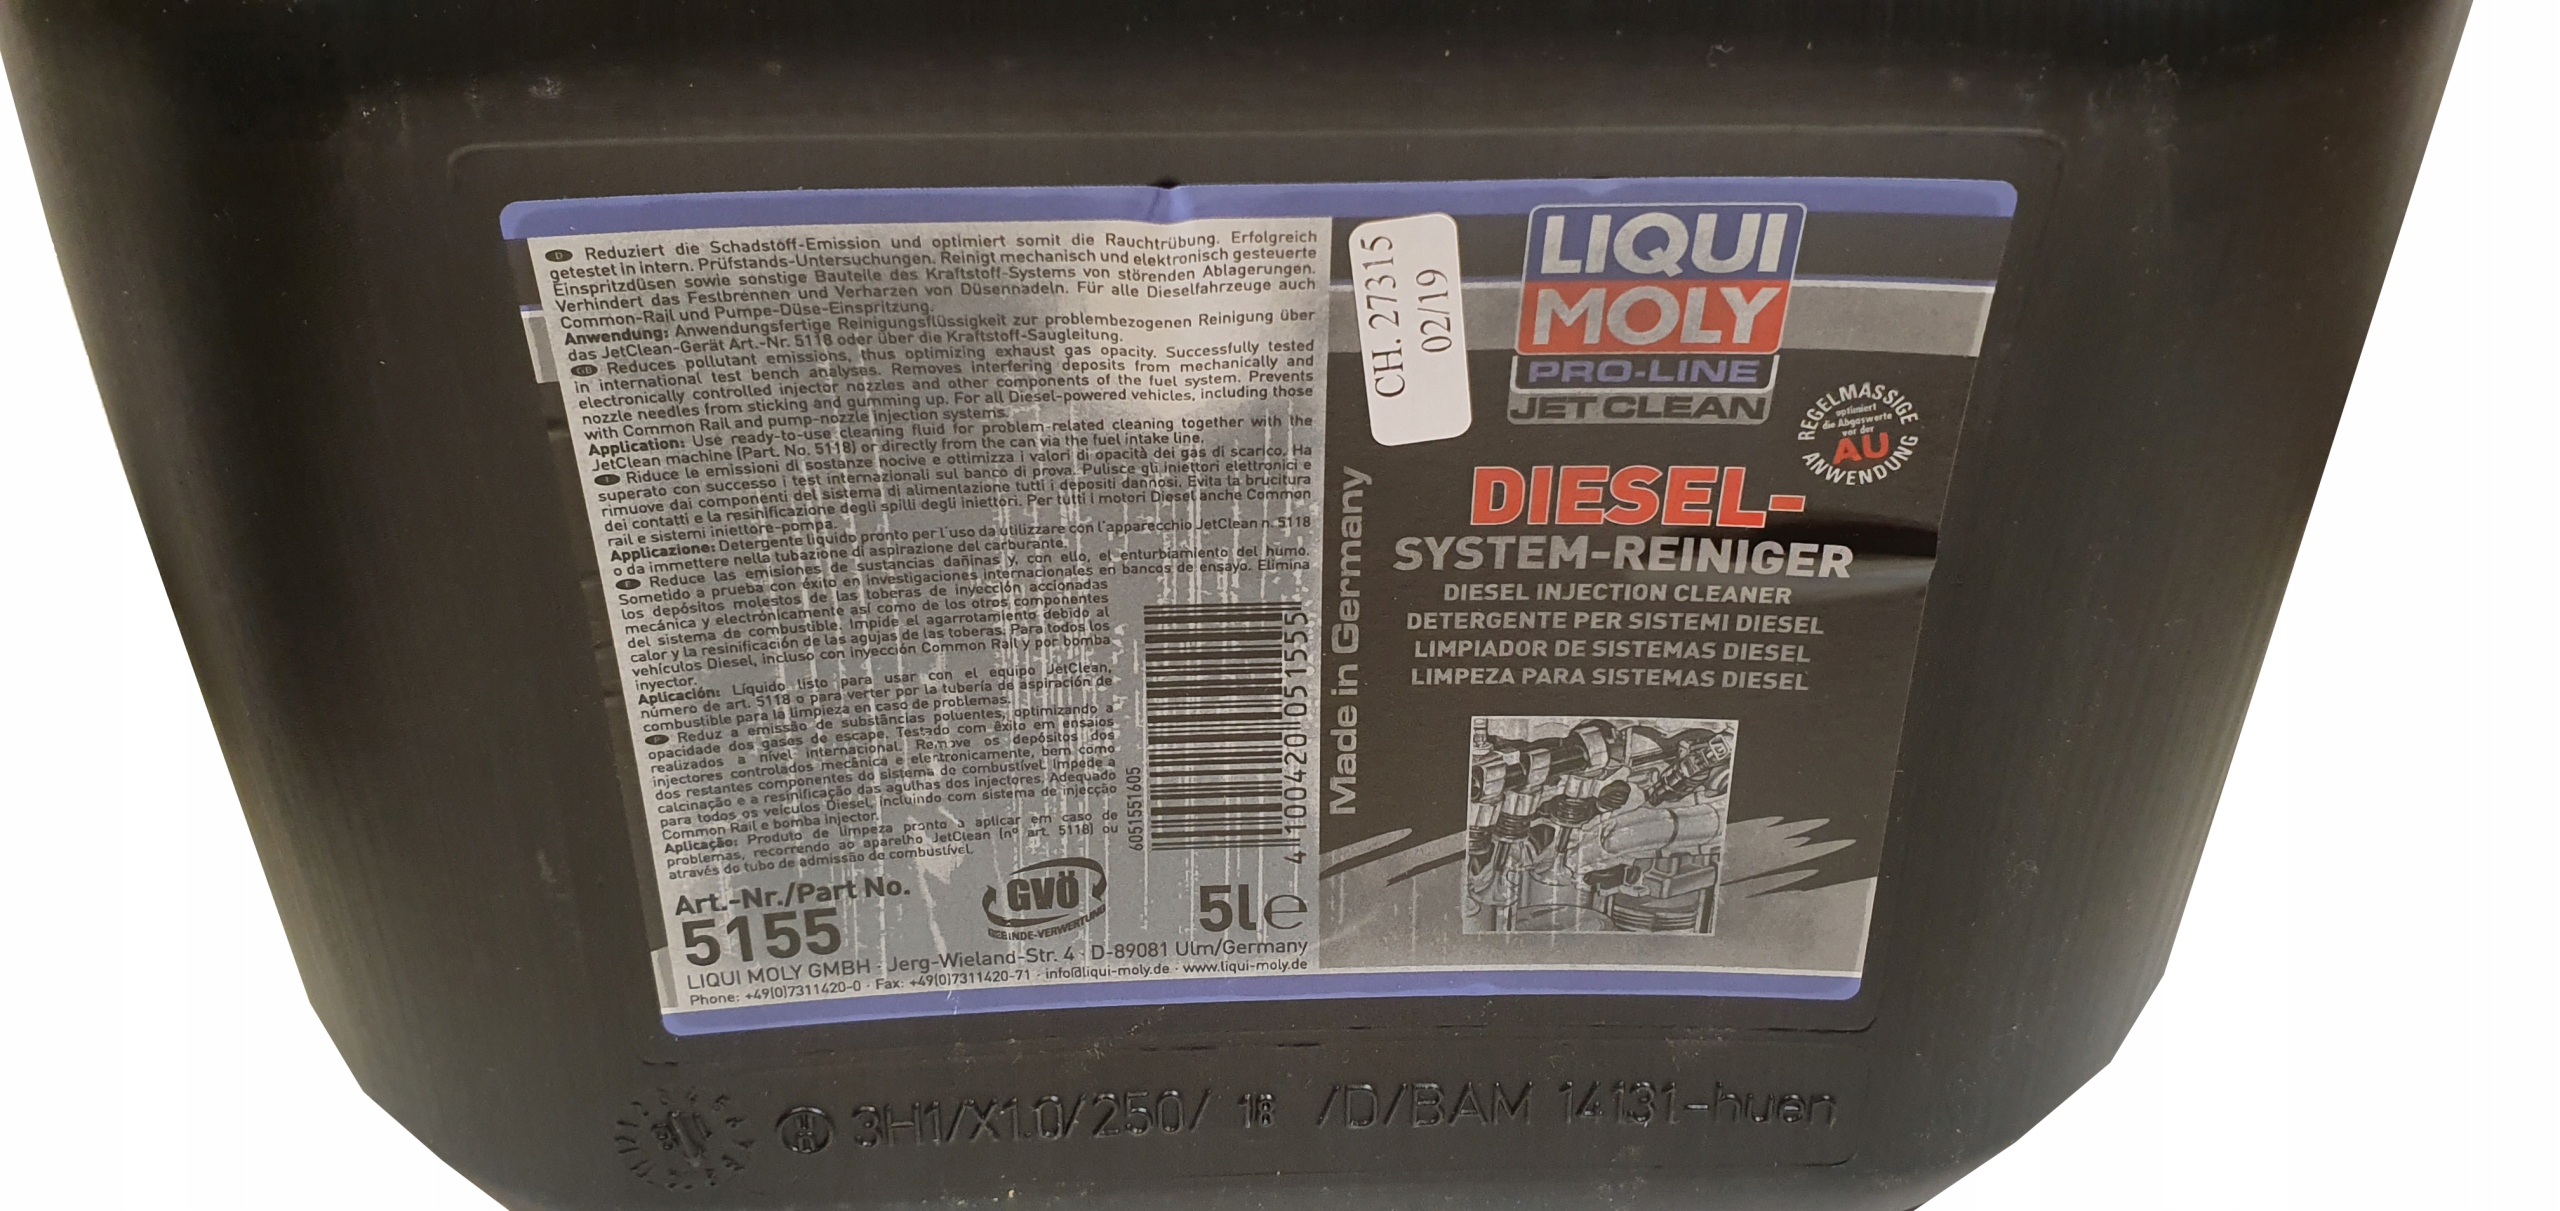 D Reduziert die Schadstoff-Emission und optimiert somit die Rauchtrübung. Erfolgreich
getestet in intern. Prüfstands-Untersuchungen. Reinigt mechanisch und elektronisch gesteuerte
Einspritzdüsen sowie sonstige Bauteile des Kraftstoff-Systems von störenden Ablagerungen.
Verhindert das Festbrennen und Verharzen von Düsennadeln. Für alle Dieselfahrzeuge auch
Common-Rail und Pumpe-Düse-Einspritzung.
Anwendung: Anwendungsfertige Reinigungsflüssigkeit zur problembezogenen Reinigung über
das JetClean-Gerät Art.-Nr. 5118 oder über die Kraftstoff-Saugleitung.
GB Reduces pollutant emissions, thus optimizing exhaust gas opacity. Successfully tested
in international test bench analyses. Removes interfering deposits from mechanically and
electronically controlled injector nozzles and other components of the fuel system. Prevents
nozzle needles from sticking and gumming up. For all Diesel-powered vehicles, including those
with Common Rail and pump-nozzle injection systems.
Application: Use ready-to-use cleaning fluid for problem-related cleaning together with the
JetClean machine (Part. No. 5118) or directly from the can via the fuel intake line.
I Riduce le emissioni di sostanze nocive e ottimizza i valori di opacità dei gas di scarico. Ha
superato con successo i test internazionali sul banco di prova. Pulisce gli iniettori elettronici e
rimuove dai componenti del sistema di alimentazione tutti i depositi dannosi. Evita la brucitura
dei contatti e la resinificazione degli spilli degli iniettori. Per tutti i motori Diesel anche Common
rail e sistemi iniettore-pompa.
Applicazione: Detergente liquido pronto per l'uso da utilizzare con l'apparecchio JetClean n. 5118
o da immettere nella tubazione di aspirazione del carburante.
E Reduce las emisiones de sustancias dañinas y, con ello, el enturbiamiento del humo.
Sometido a prueba con éxito en investigaciones internacionales en bancos de ensayo. Elimina
los depósitos molestos de las toberas de inyección accionadas
mecánica y electrónicamente así como de los otros componentes
del sistema de combustible. Impide el agarrotamiento debido al
calor y la resinificación de las agujas de las toberas. Para todos los
vehículos Diesel, incluso con inyección Common Rail y por bomba
inyector.
Aplicación: Líquido listo para usar con el equipo JetClean,
número de art. 5118 o para verter por la tubería de aspiración de
combustible para la limpieza en caso de problemas.
P Reduz a emissão de substâncias poluentes, optimizando a
opacidade dos gases de escape. Testado com êxito em ensaios
realizados a nível internacional. Remove os depósitos dos
injectores controlados mecânica e electronicamente, bem como
dos restantes componentes do sistema do combustível. Impede a
calcinação e a resinificação das agulhas dos injectores. Adequado
para todos os veículos Diesel, incluindo com sistema de injecção
Common Rail e bomba injector.
Aplicação: Produto de limpeza pronto a aplicar em caso de
problemas, recorrendo ao aparelho JetClean (nº art. 5118) ou
através do tubo de admissão de combustível.
Art.-Nr./Part No.
5155
GVÖ
GEBINDE-VERWERTUNG
5l e
LIQUI MOLY GMBH · Jerg-Wieland-Str. 4 · D-89081 Ulm/Germany
Phone: +49(0)7311420-0 · Fax: +49(0)7311420-71 · info@liqui-moly.de · www.liqui-moly.de
6051551605
4 100420 051555
Made in Germany
CH. 27315
02/19
LIQUI
MOLY
PRO-LINE
JET CLEAN
REGELMÄSSIGE
optimiert
die Abgaswerte
vor der
AU
ANWENDUNG
DIESEL-
SYSTEM-REINIGER
DIESEL INJECTION CLEANER
DETERGENTE PER SISTEMI DIESEL
LIMPIADOR DE SISTEMAS DIESEL
LIMPEZA PARA SISTEMAS DIESEL
3H1/X1.0/250/ 18 /D/BAM 14131-huen